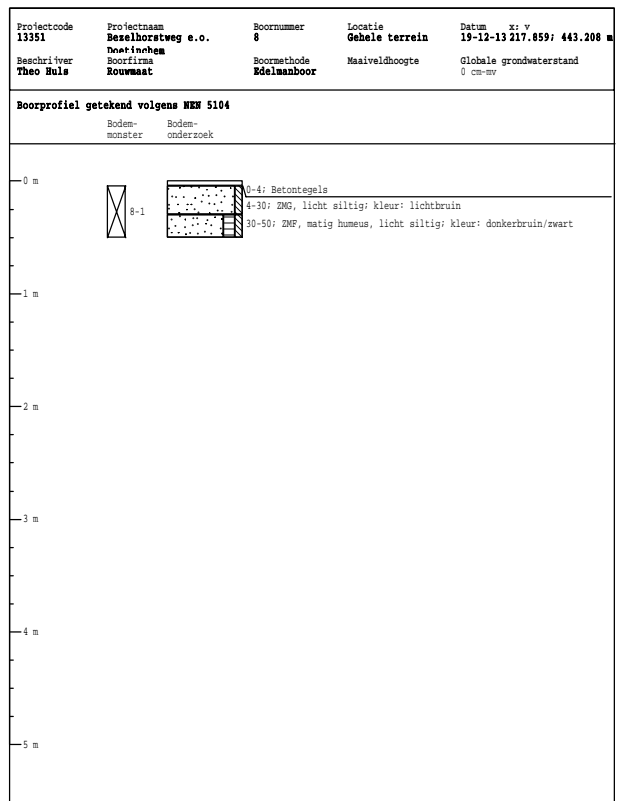 Projectcode Projectnaam Boornummer Locatie Datum x: y
13351 Bezelhorstweg e.o. 8 Gehele terrein 19-12-13 217.859; 443.208 m
Doetinchem
Beschrijver Boorfirma Boormethode Maaiveldhoogte Globale grondwaterstand
Theo Huls Rouwmaat Edelmanboor 0 cm-mv
Boorprofiel getekend volgens NEN 5104
Bodem- Bodem-
monster onderzoek
0 m
0-4; Betontegels
8-1 4-30; ZMG, licht siltig; kleur: lichtbruin
30-50; ZMF, matig humeus, licht siltig; kleur: donkerbruin/zwart
1 m
2 m
3 m
4 m
5 m